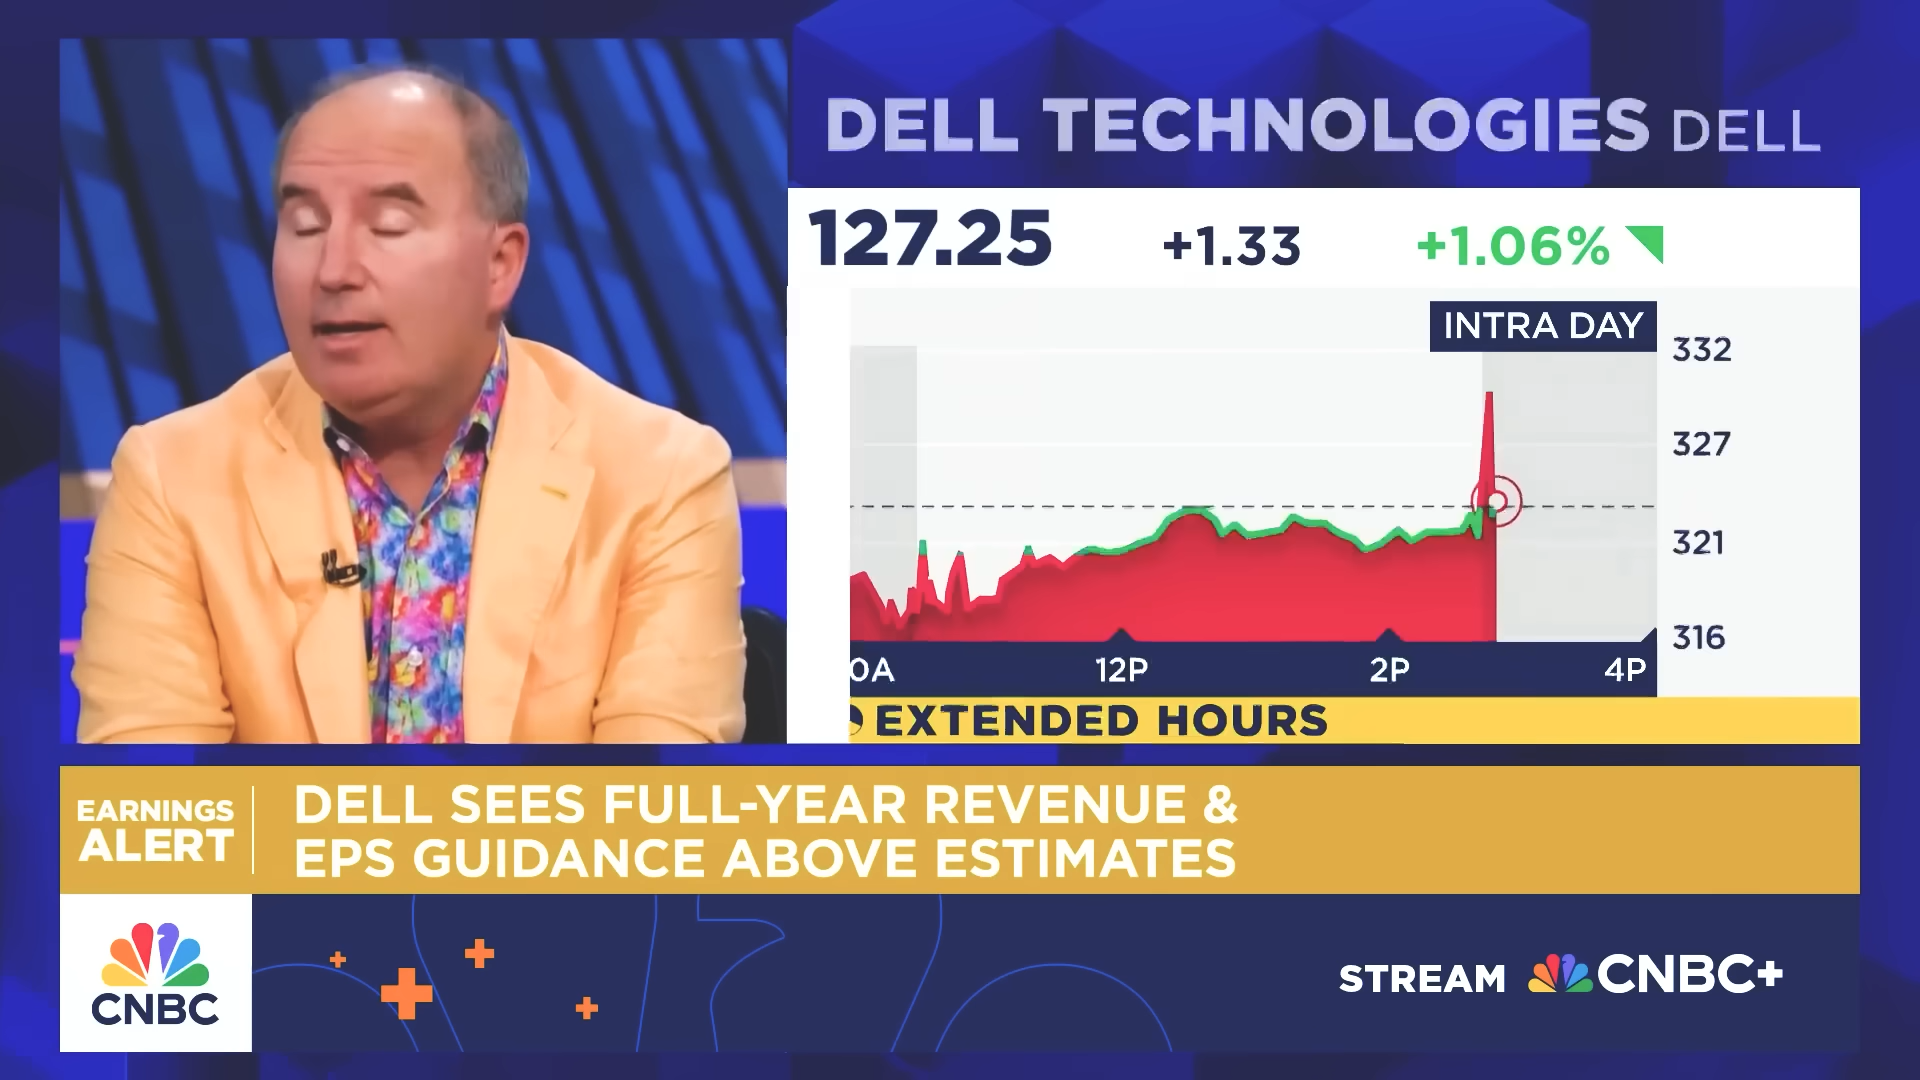 DELL TECHNOLOGIES DELL
127.25 +1.33 +1.06%
INTRA DAY
332
327
321
316
0A 12P 2P 4P
EXTENDED HOURS
EARNINGS
ALERT
DELL SEES FULL-YEAR REVENUE &
EPS GUIDANCE ABOVE ESTIMATES
CNBC
STREAM CNBC+